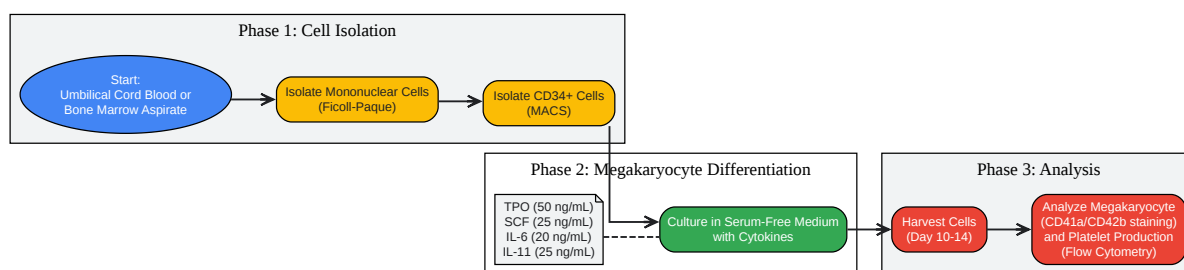 Phase 1: Cell Isolation
Start:
Umbilical Cord Blood or
Bone Marrow Aspirate
Isolate Mononuclear Cells
(Ficoll-Paque)
Isolate CD34+ Cells
(MACS)
Phase 2: Megakaryocyte Differentiation
TPO (50 ng/mL)
SCF (25 ng/mL)
IL-6 (20 ng/mL)
IL-11 (25 ng/mL)
Culture in Serum-Free Medium
with Cytokines
Phase 3: Analysis
Harvest Cells
(Day 10-14)
Analyze Megakaryocyte
(CD41a/CD42b staining)
and Platelet Production
(Flow Cytometry)